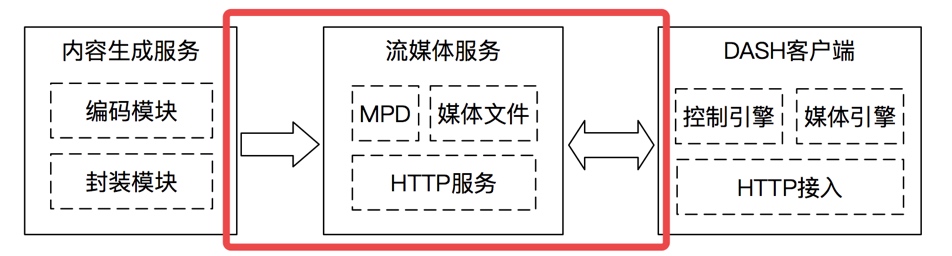 内容生成服务
编码模块
封装模块
流媒体服务
MPD
媒体文件
HTTP服务
DASH客户端
控制引擎
媒体引擎
HTTP接入